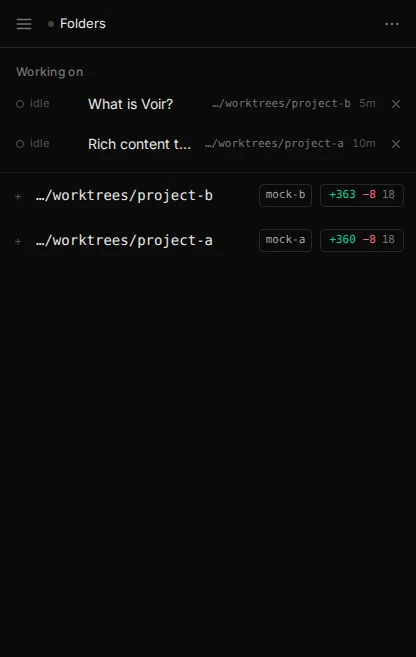 Folders
Working on
idle What is Voir? …/worktrees/project-b 5m
idle Rich content t... …/worktrees/project-a 10m
+ …/worktrees/project-b mock-b +363 −8 18
+ …/worktrees/project-a mock-a +360 −8 18